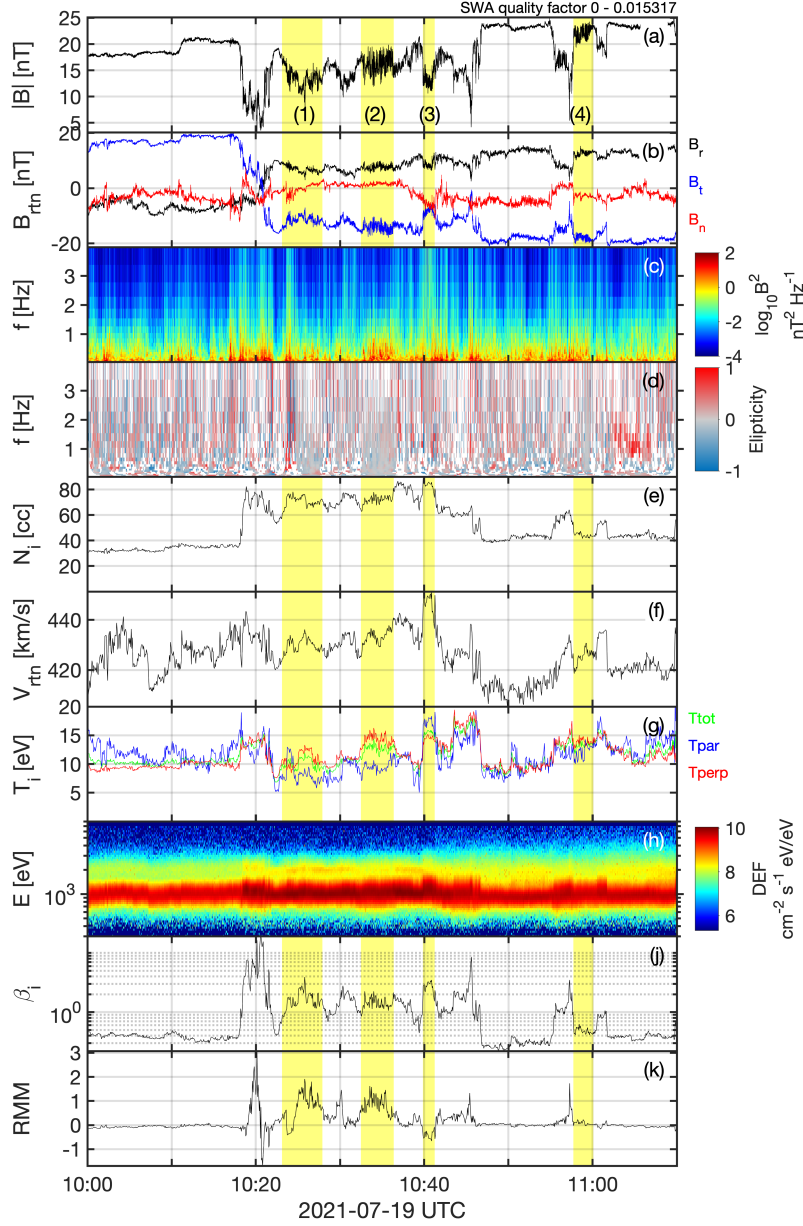 SWA quality factor 0 - 0.015317
25
20
15
10
5
|B| [nT]
(a)
(1) (2) (3) (4)
20
0
-20
B_rtn [nT]
(b)
B_r
B_t
B_n
3
2
1
f [Hz]
(c)
2
0
-2
-4
log_10 B^2
nT^-2 Hz^-1
3
2
1
f [Hz]
(d)
1
0
-1
Elipticity
80
60
40
20
N_i [cc]
(e)
440
420
V_rtn [km/s]
(f)
20
15
10
5
T_i [eV]
(g)
Ttot
Tpar
Tperp
10^3
E [eV]
(h)
10
8
6
DEF
cm^-2 s^-1 eV/eV
10^0
β_i
(j)
3
2
1
0
-1
RMM
(k)
10:00 10:20 10:40 11:00
2021-07-19 UTC